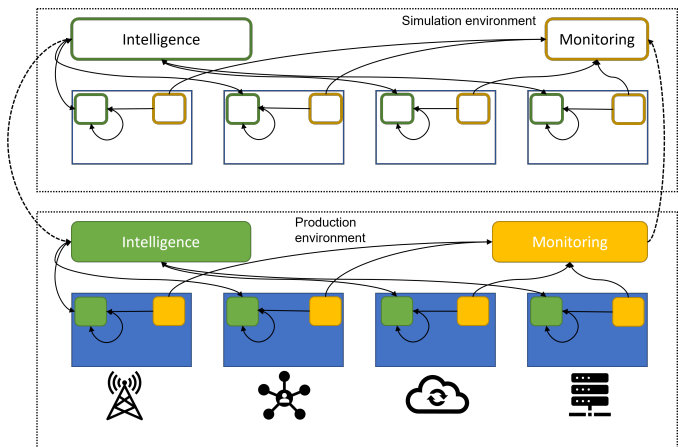 Simulation environment
Intelligence
Monitoring
Production
environment
Intelligence
Monitoring